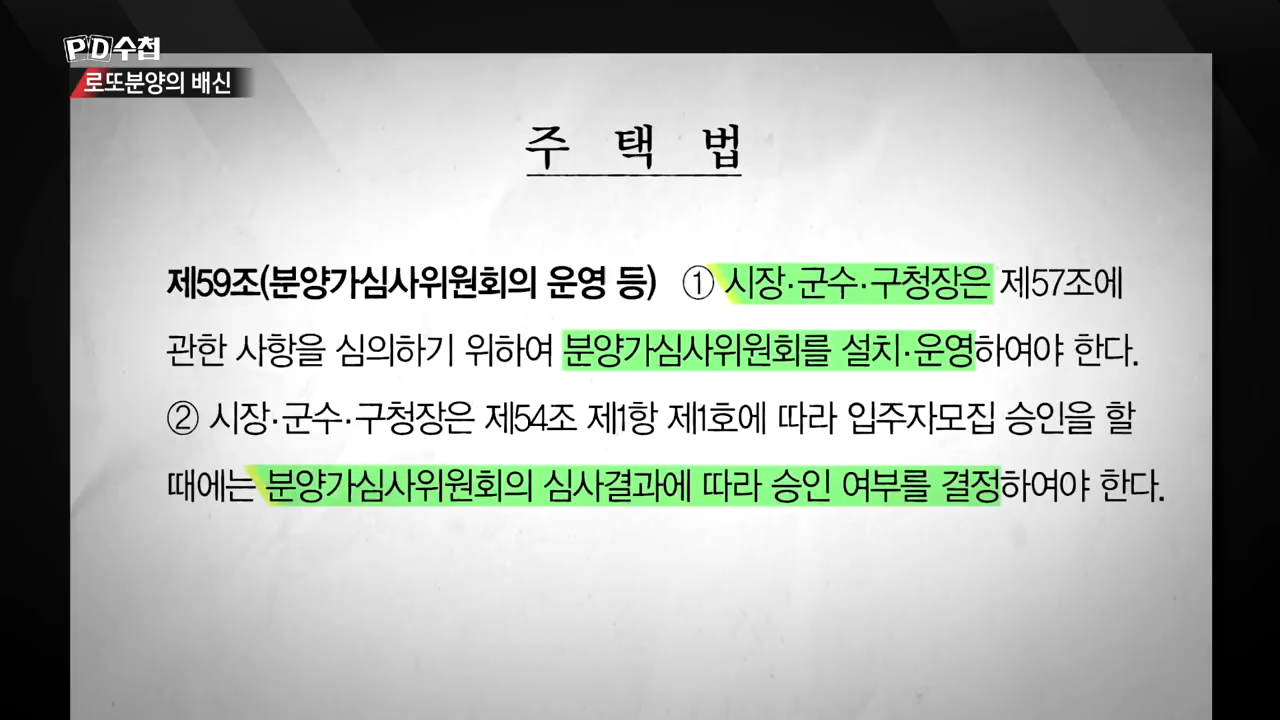 PD수첩
로또분양의 배신
주 택 법
제59조(분양가심사위원회의 운영 등) ① 시장·군수·구청장은 제57조에
관한 사항을 심의하기 위하여 분양가심사위원회를 설치·운영하여야 한다.
② 시장·군수·구청장은 제54조 제1항 제1호에 따라 입주자모집 승인을 할
때에는 분양가심사위원회의 심사결과에 따라 승인 여부를 결정하여야 한다.